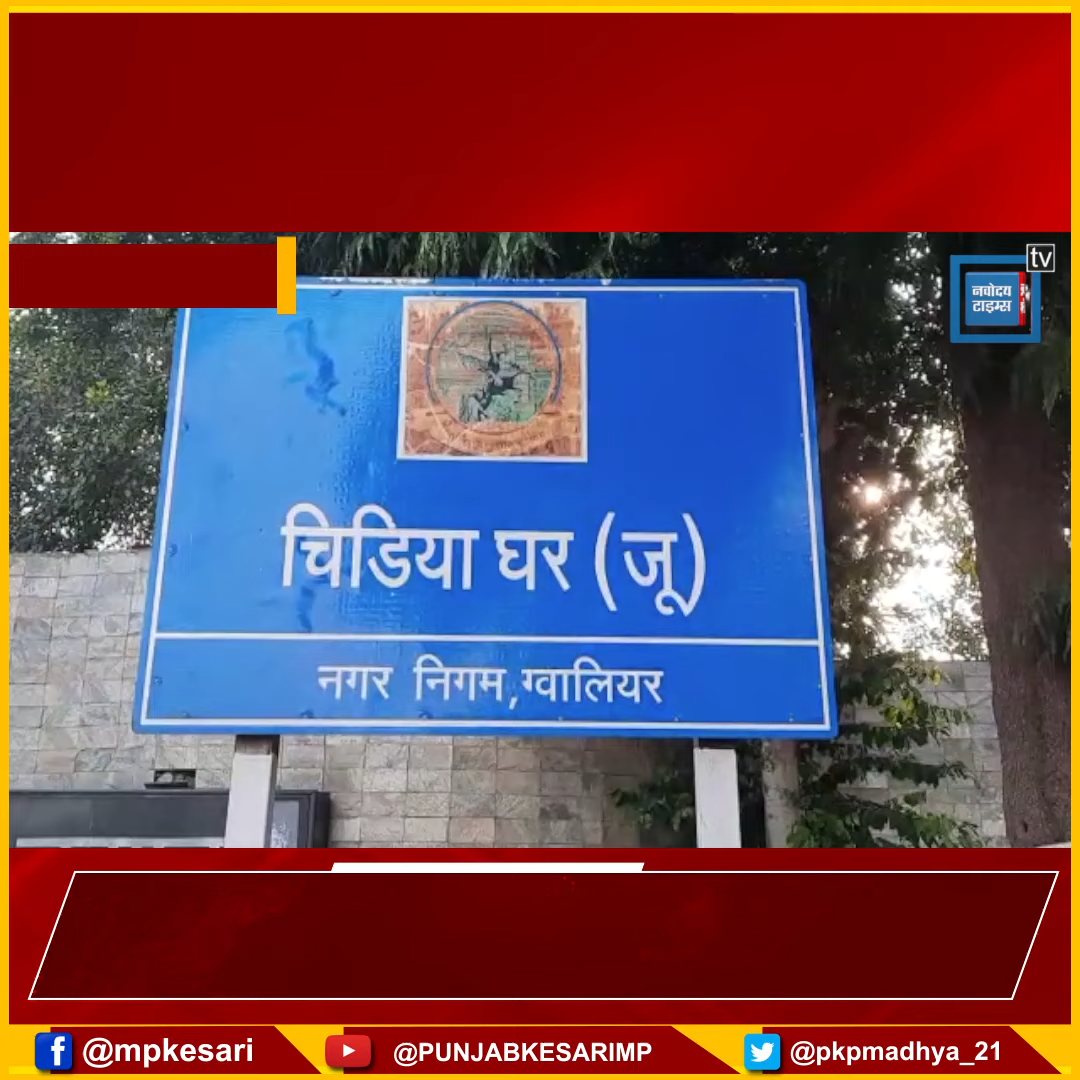 tv
नवोदय
टाइम्स
चिडिया घर (जू)
नगर निगम,ग्वालियर
@mpkesari
@PUNJABKESARIMP
@pkpmadhya_21